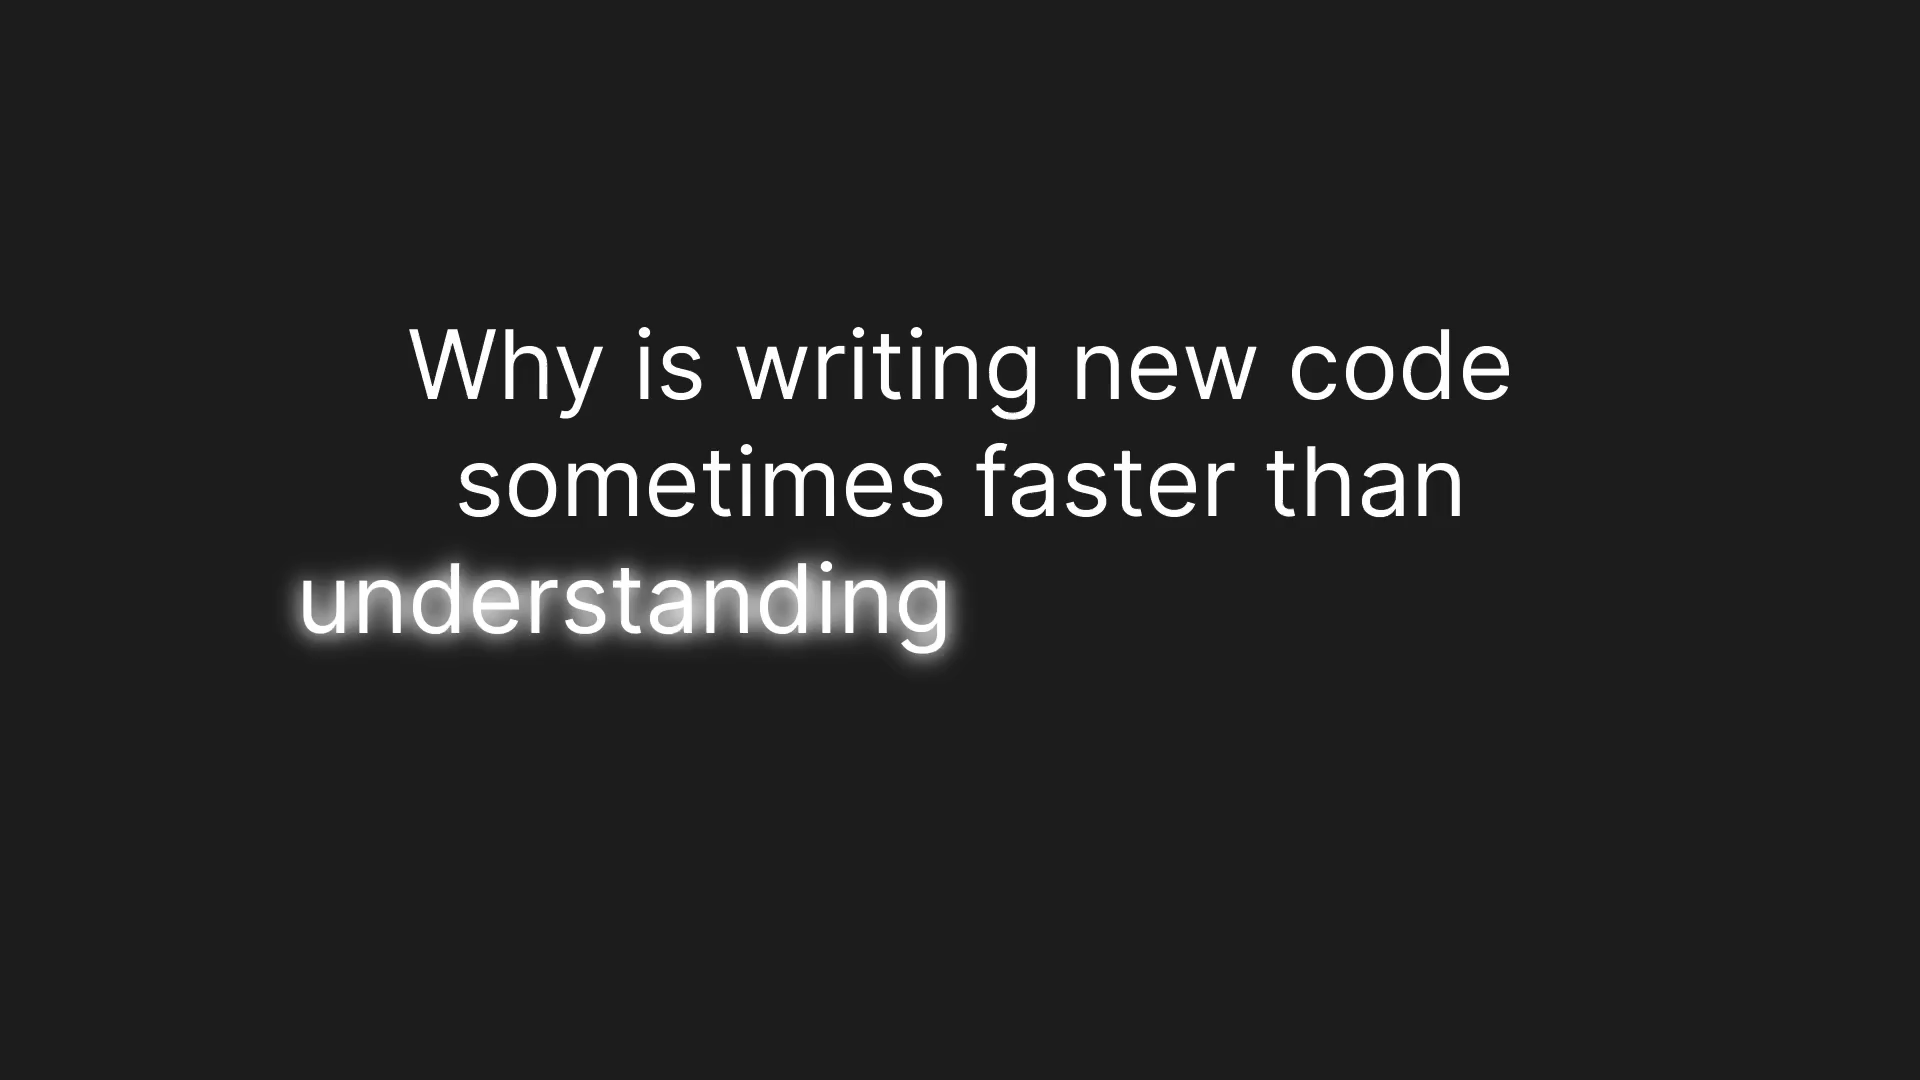 Why is writing new code
sometimes faster than
understanding